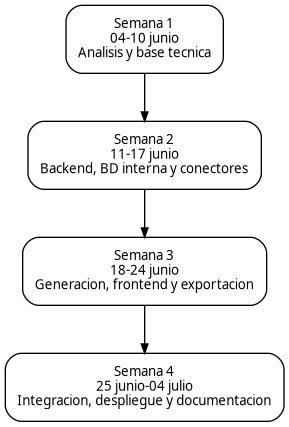 Semana 1
04-10 junio
Analisis y base tecnica
Semana 2
11-17 junio
Backend, BD interna y conectores
Semana 3
18-24 junio
Generacion, frontend y exportacion
Semana 4
25 junio-04 julio
Integracion, despliegue y documentacion